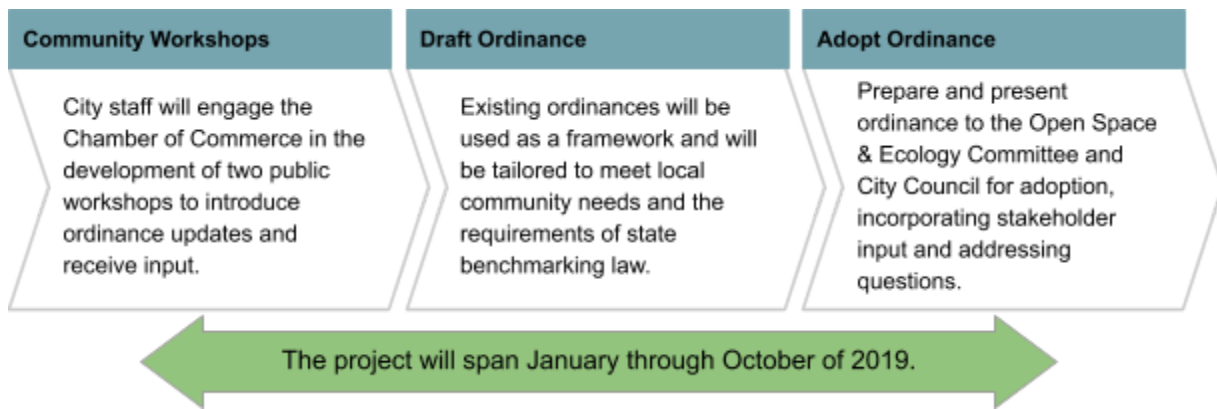 Community Workshops
City staff will engage the
Chamber of Commerce in the
development of two public
workshops to introduce
ordinance updates and
receive input.
Draft Ordinance
Existing ordinances will be
used as a framework and will
be tailored to meet local
community needs and the
requirements of state
benchmarking law.
Adopt Ordinance
Prepare and present
ordinance to the Open Space
& Ecology Committee and
City Council for adoption,
incorporating stakeholder
input and addressing
questions.
The project will span January through October of 2019.